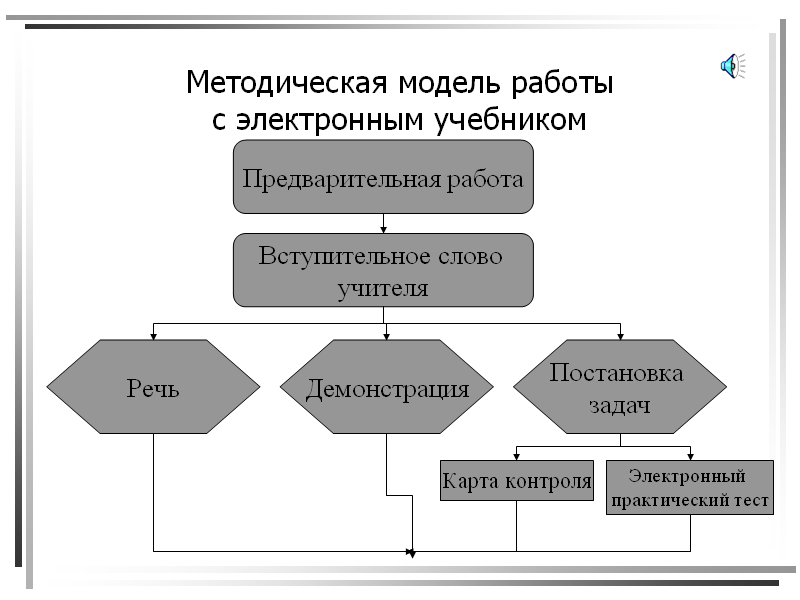 Методическая модель работы
с электронным учебником
Предварительная работа
Вступительное слово
учителя
Речь
Демонстрация
Постановка
задач
Карта контроля
Электронный
практический тест